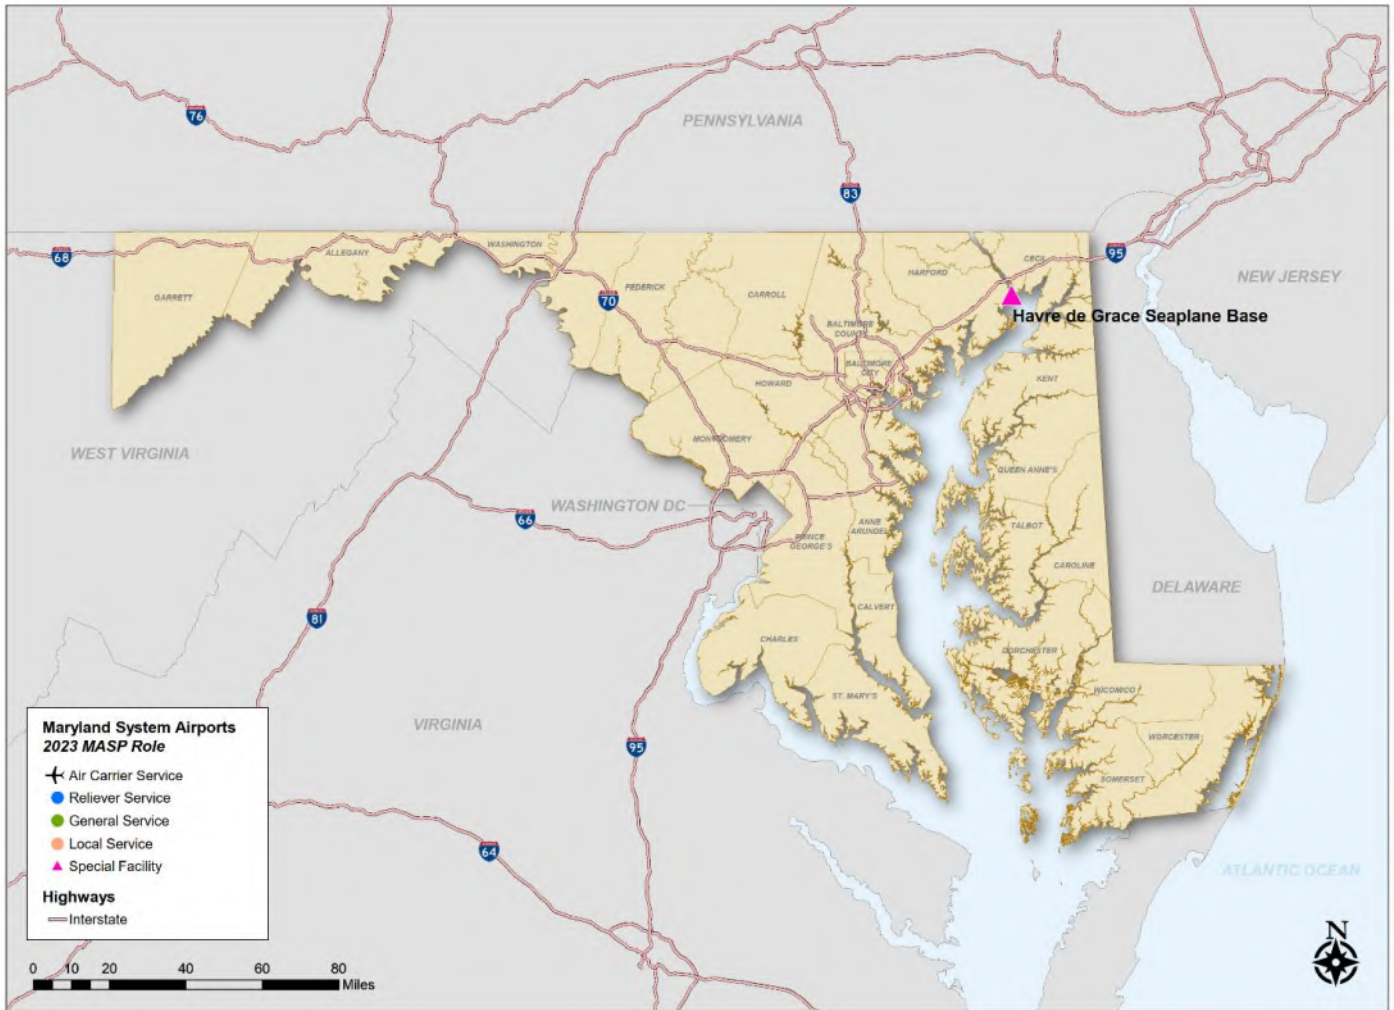 76
PENNSYLVANIA
83
68
ALLEGANY
WASHINGTON
95
CECIL
HARFORD
NEW JERSEY
GARRETT
FEDERICK
CARROLL
70
Havre de Grace Seaplane Base
BALTIMORE
COUNTY
BALTIMORE
CITY
HOWARD
KENT
WEST VIRGINIA
MONTGOMERY
QUEEN ANNE'S
WASHINGTON DC
66
ANNE
ARUNDEL
TALBOT
PRINCE
GEORGE'S
CAROLINE
DELAWARE
81
CALVERT
CHARLES
DORCHESTER
ST. MARY'S
WICOMICO
VIRGINIA
95
WORCESTER
SOMERSET
Maryland System Airports
2023 MASP Role
Air Carrier Service
Reliever Service
General Service
Local Service
Special Facility
Highways
Interstate
64
ATLANTIC OCEAN
N
0 10 20 40 60 80
Miles